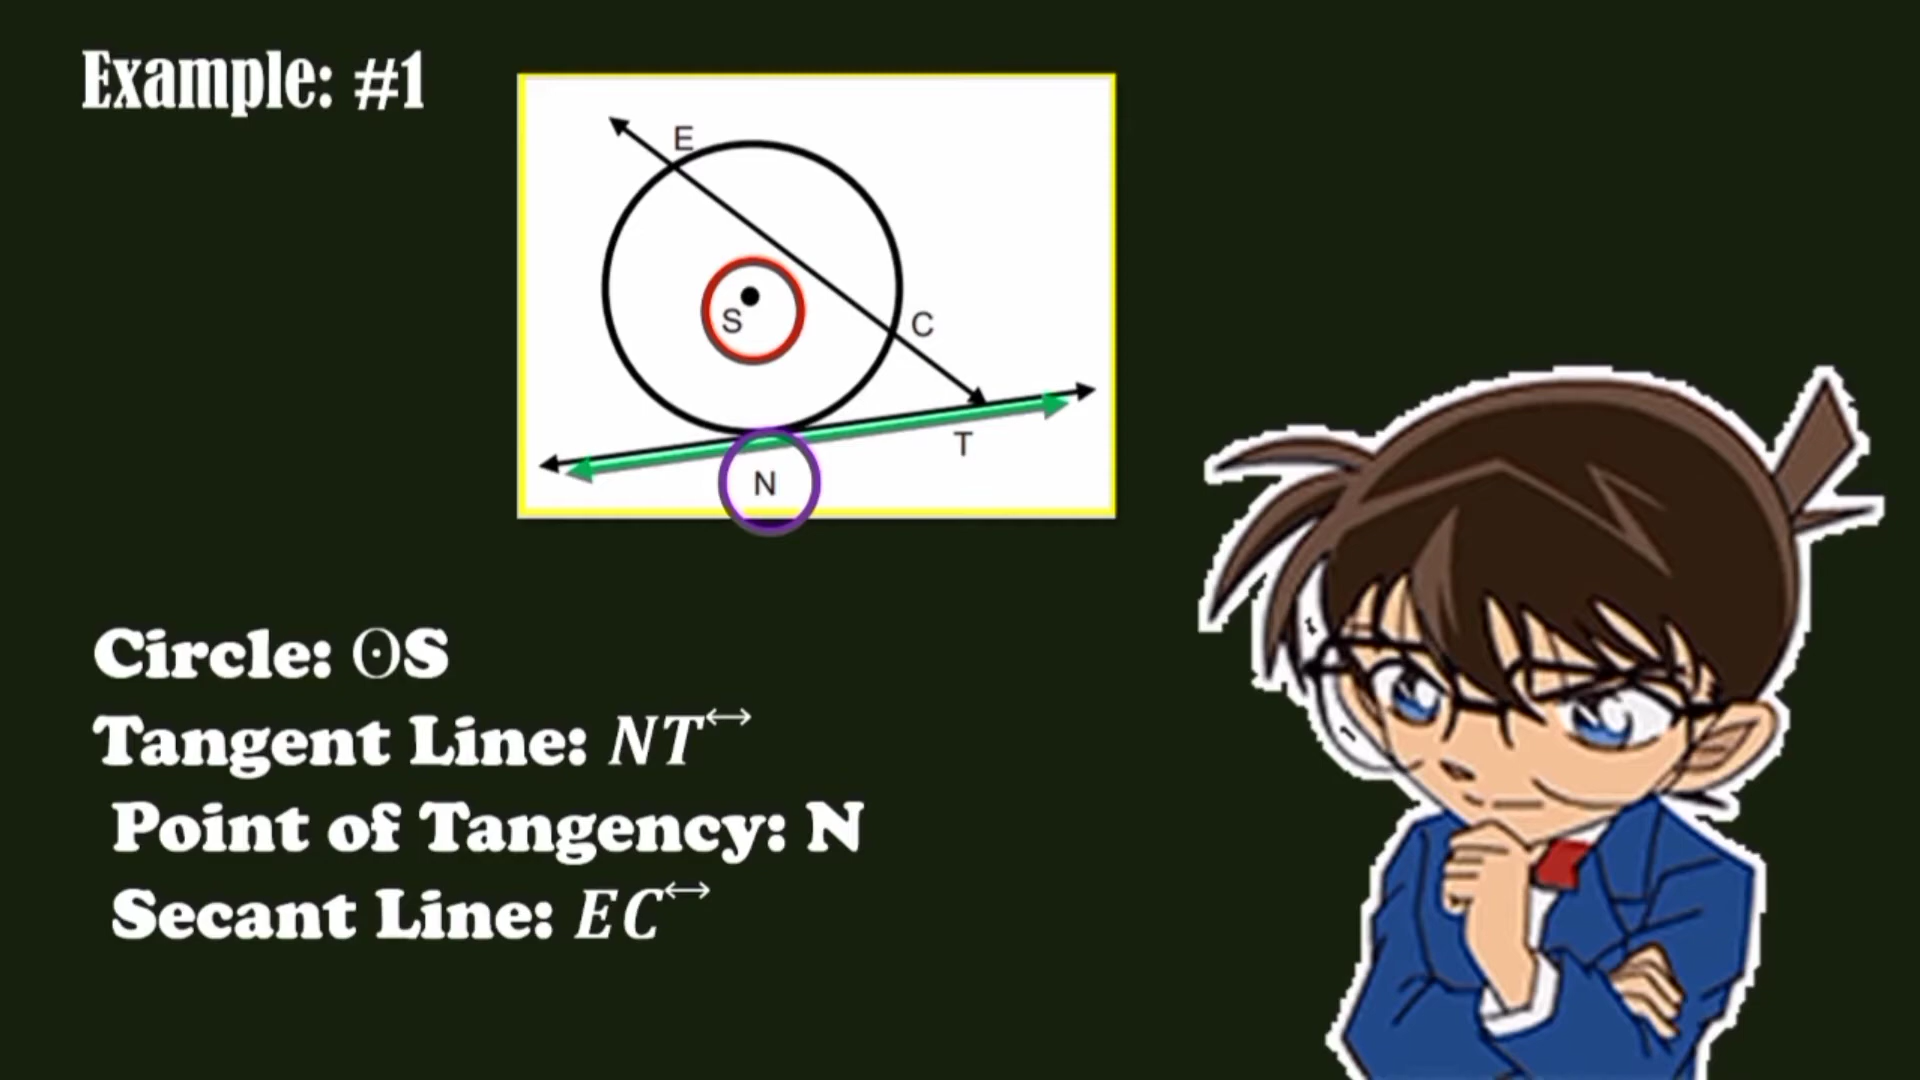 Example: #1
E
S
C
T
N
Circle: ⊙S
Tangent Line: NT↔
Point of Tangency: N
Secant Line: EC↔